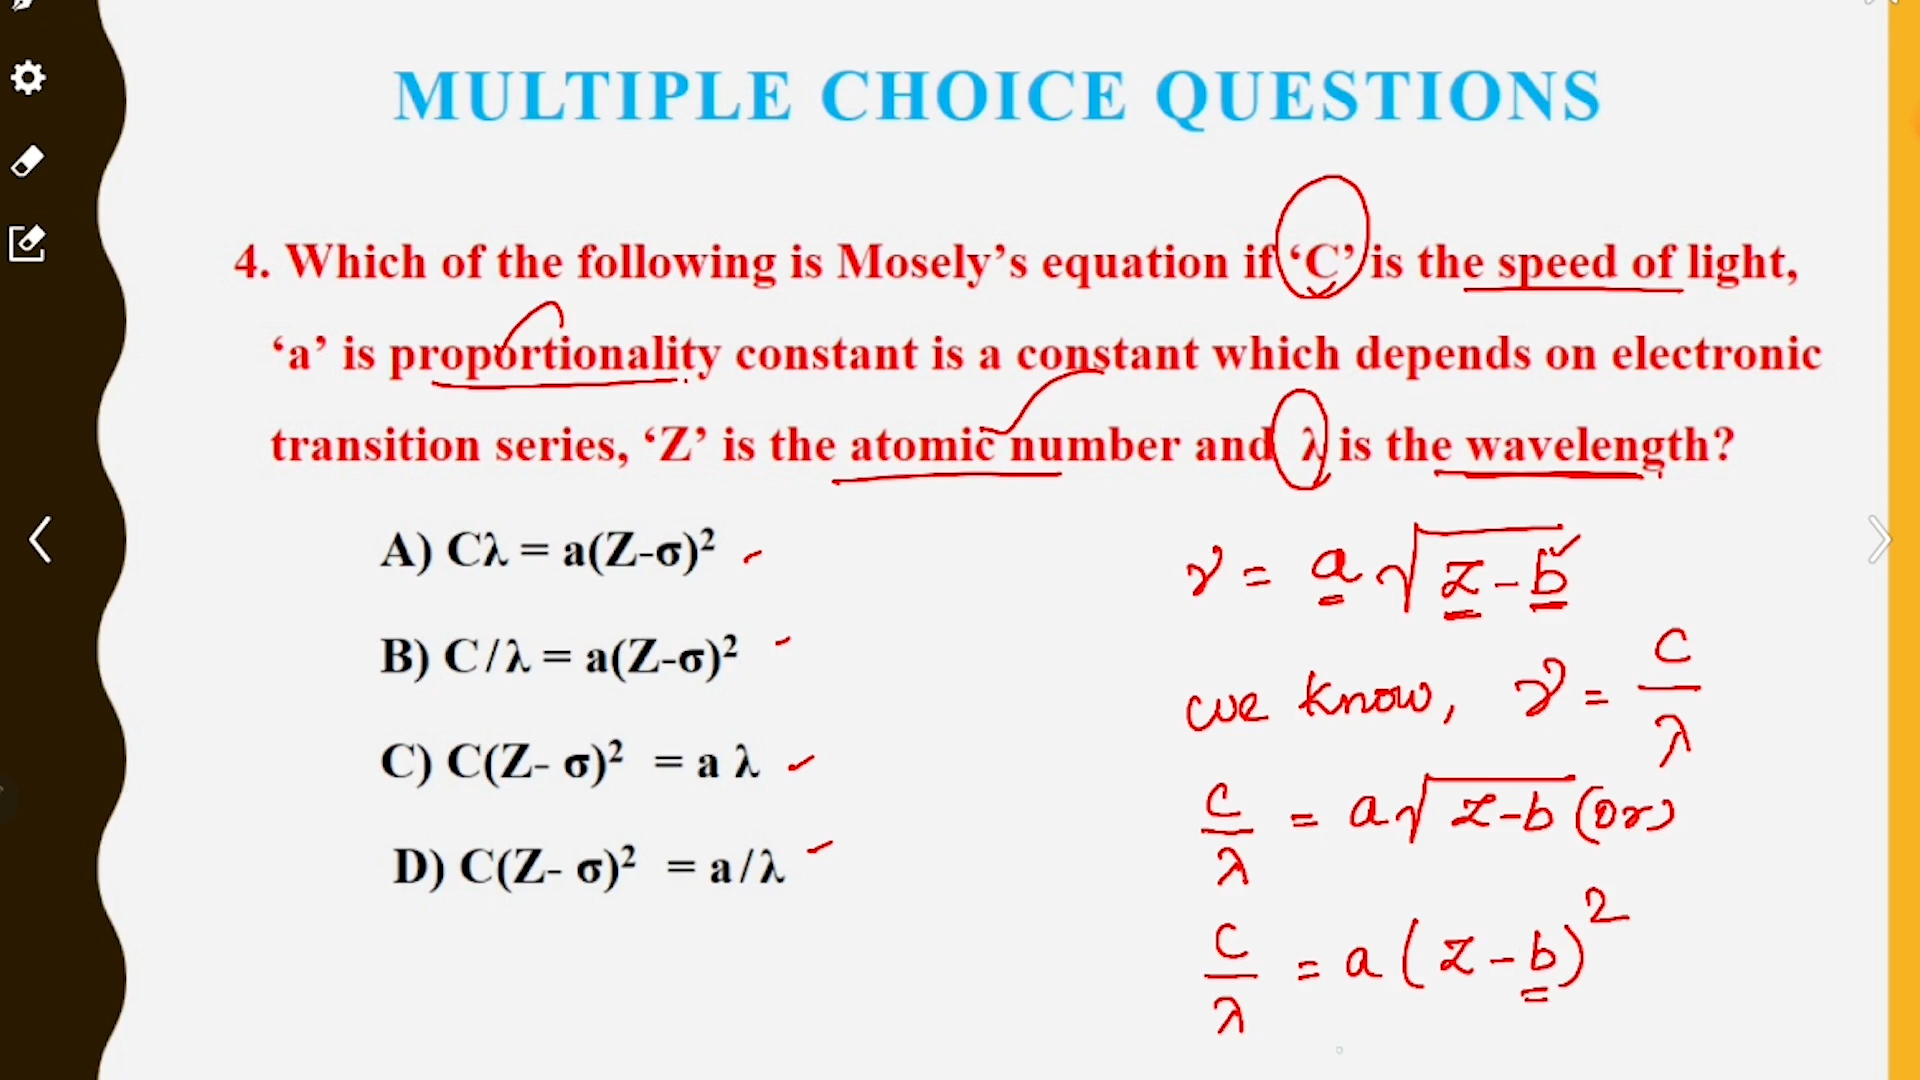 MULTIPLE CHOICE QUESTIONS
4. Which of the following is Mosely’s equation if ‘C’ is the speed of light,
‘a’ is proportionality constant is a constant which depends on electronic
transition series, ‘Z’ is the atomic number and λ is the wavelength?
A) Cλ = a(Z-σ)²
B) C/λ = a(Z-σ)²
C) C(Z- σ)² = a λ
D) C(Z- σ)² = a/λ
ν = a √z-b
we know, ν = C/λ
C/λ = a√z-b (or)
C/λ = a(z-b)²